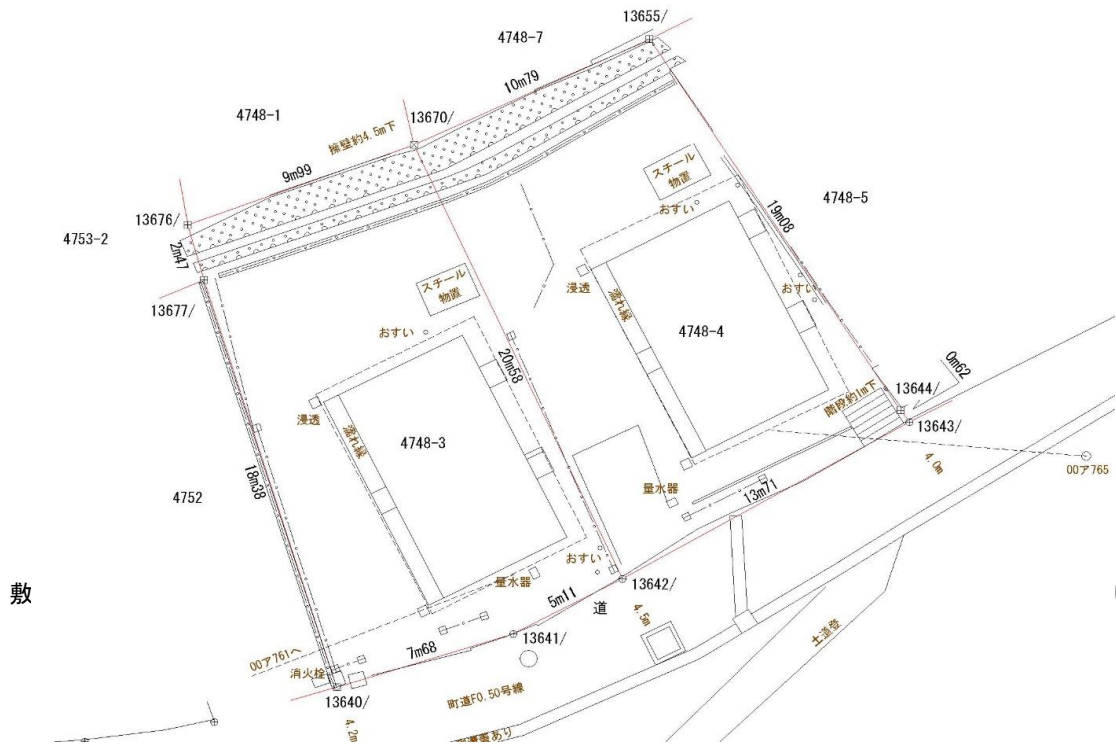 13655/
4748-7
10m79
4748-1
13670/
擁壁約4.5m下
9m99
スチール
物置
4748-5
13676/
おすい
19m08
4753-2
2m47
スチール
物置
浸透
おすい
13677/
濡れ縁
おすい
4748-4
20m58
0m62
階段約1m下
13644/
浸透
13643/
濡れ縁
4748-3
4.0m
00ア765
18m38
4752
量水器
13m71
おすい
量水器
13642/
敷
5m11
道
4.5m
土道登
13641/
7m68
00ア761へ
消火栓
町道F0.50号線
13640/
4.2m